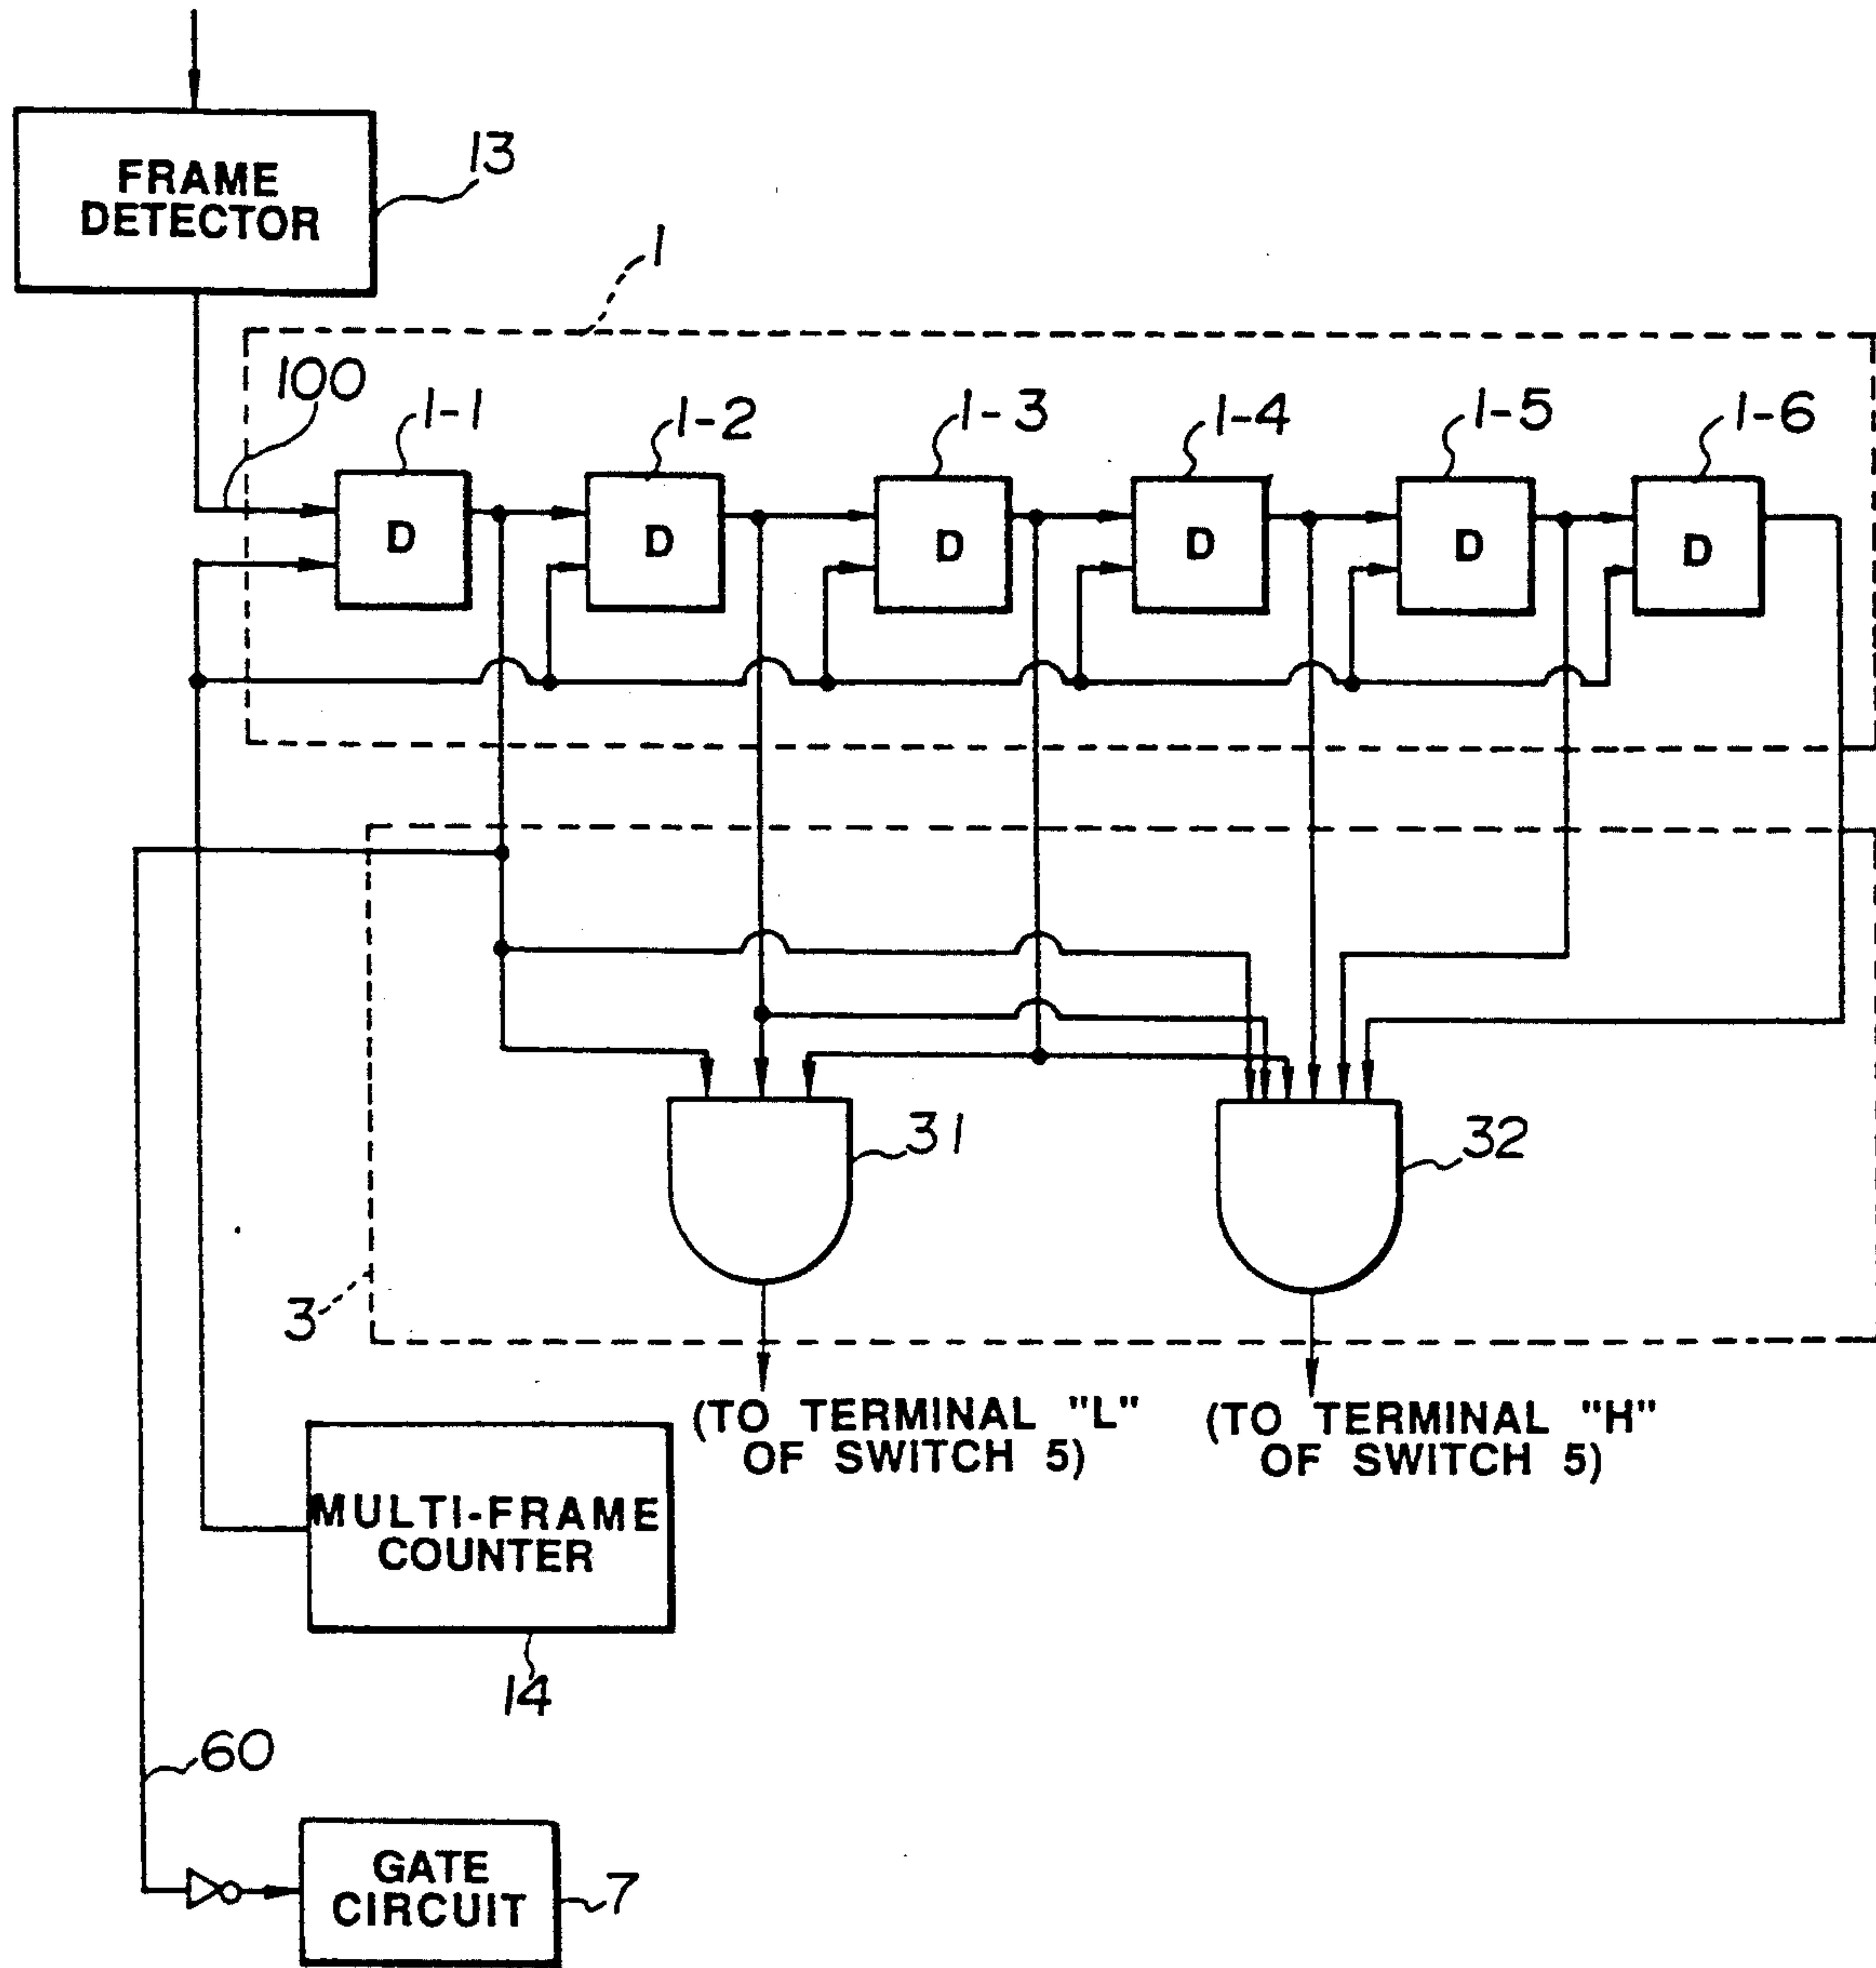 FRAME
DETECTOR
13
1
100
1-1
1-2
1-3
1-4
1-5
1-6
D
D
D
D
D
D
31
32
3
(TO TERMINAL "L"
OF SWITCH 5)
(TO TERMINAL "H"
OF SWITCH 5)
MULTI-FRAME
COUNTER
14
60
GATE
CIRCUIT
7